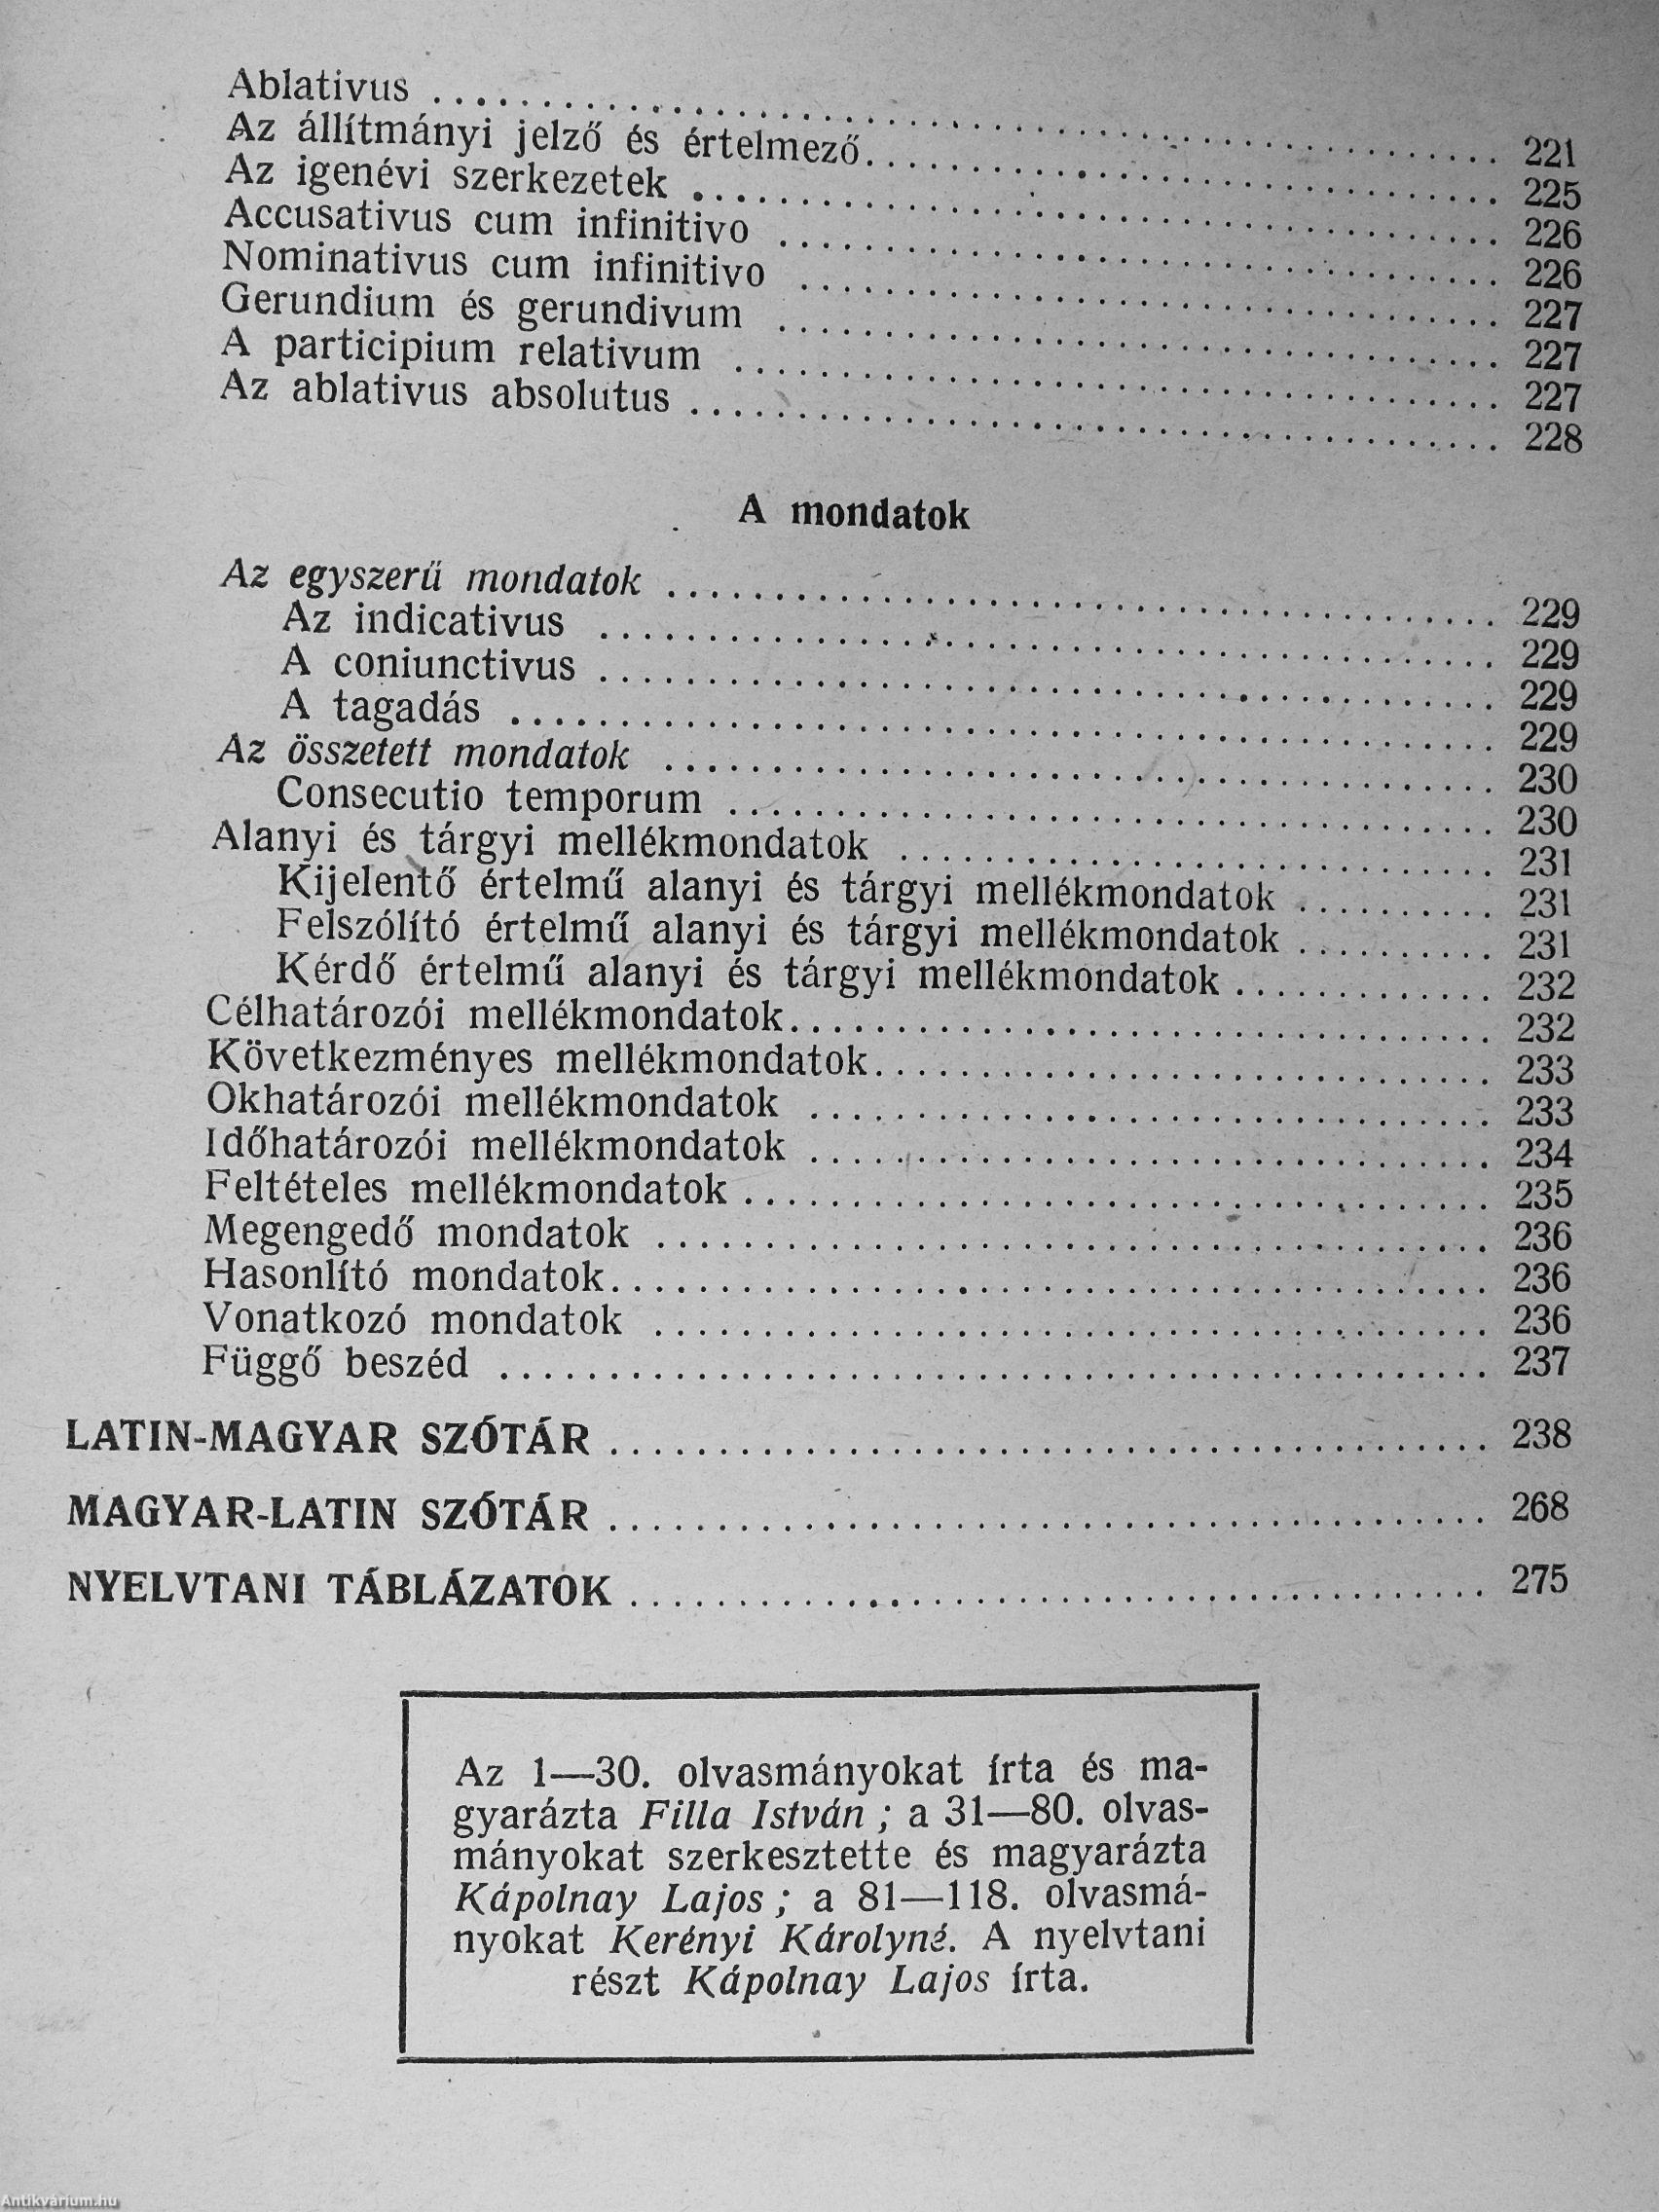 Ablativus ........................................ 221
Az állítmányi jelző és értelmező........................................ 225
Az igenévi szerkezetek ........................................ 226
Accusativus cum infinitivo ........................................ 226
Nominativus cum infinitivo ........................................ 227
Gerundium és gerundivum ........................................ 227
A participium relativum ........................................ 227
Az ablativus absolutus ........................................ 228
A mondatok
Az egyszerű mondatok ........................................ 229
Az indicativus ........................................ 229
A coniunctivus ........................................ 229
A tagadás ........................................ 229
Az összetett mondatok ........................................ 230
Consecutio temporum ........................................ 230
Alanyi és tárgyi mellékmondatok ........................................ 231
Kijelentő értelmű alanyi és tárgyi mellékmondatok .......... 231
Felszólító értelmű alanyi és tárgyi mellékmondatok .......... 231
Kérdő értelmű alanyi és tárgyi mellékmondatok ............ 232
Célhatározói mellékmondatok........................................ 232
Következményes mellékmondatok........................................ 233
Okhatározói mellékmondatok ........................................ 233
Időhatározói mellékmondatok ........................................ 234
Feltételes mellékmondatok ........................................ 235
Megengedő mondatok ........................................ 236
Hasonlító mondatok........................................ 236
Vonatkozó mondatok ........................................ 236
Függő beszéd ........................................ 237
LATIN-MAGYAR SZÓTÁR ........................................ 238
MAGYAR-LATIN SZÓTÁR ........................................ 268
NYELVTANI TÁBLÁZATOK ........................................ 275
Az 1—30. olvasmányokat írta és ma-
gyarázta Filla István ; a 31—80. olvas-
mányokat szerkesztette és magyarázta
Kápolnay Lajos ; a 81—118. olvasmá-
nyokat Kerényi Károlyné. A nyelvtani
részt Kápolnay Lajos írta.
Antikvárium.hu